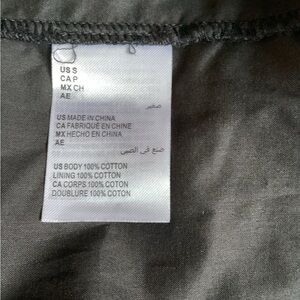 US S
CA P
MX CH
AE
صغير
US MADE IN CHINA
CA FABRIQUÉ EN CHINE
MX HECHO EN CHINA
AE
صنع في الصين
US BODY 100% COTTON
LINING 100% COTTON
CA CORPS 100% COTON
DOUBLURE 100% COTON